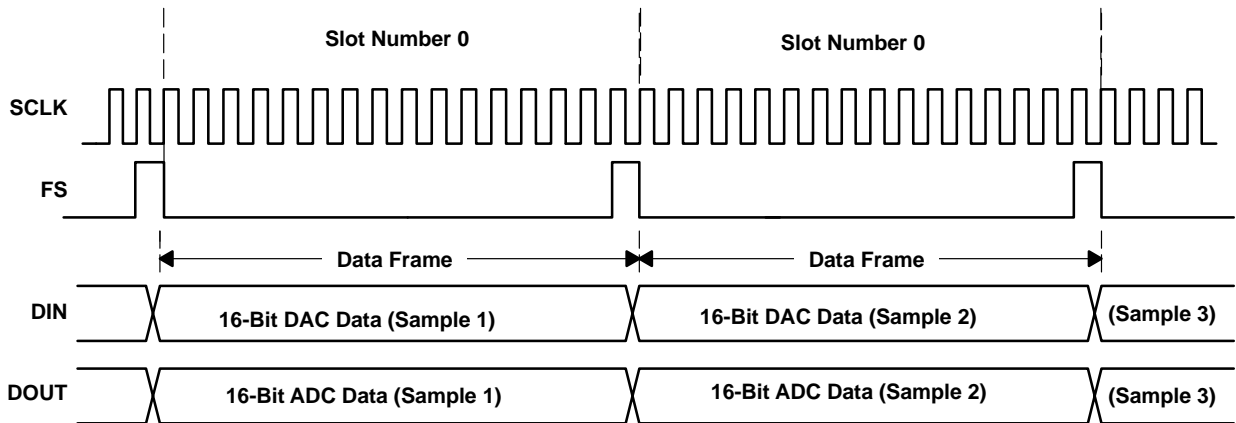 Slot Number 0
Slot Number 0
SCLK
FS
Data Frame
Data Frame
DIN
16-Bit DAC Data (Sample 1)
16-Bit DAC Data (Sample 2)
(Sample 3)
DOUT
16-Bit ADC Data (Sample 1)
16-Bit ADC Data (Sample 2)
(Sample 3)